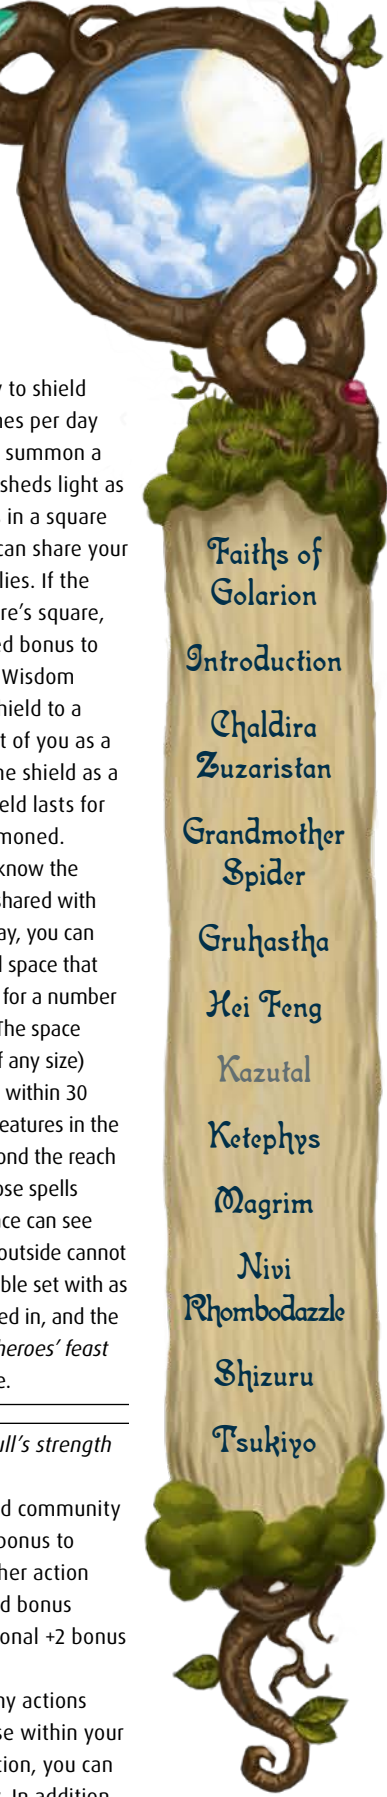 to shield
nes per day
summon a
sheds light as
in a square
can share your
lies. If the
re's square,
ed bonus to
Wisdom
hield to a
t of you as a
he shield as a
eld lasts for
moned.
know the
shared with
ay, you can
l space that
for a number
The space
f any size)
within 30
eatures in the
ond the reach
ose spells
ce can see
outside cannot
ble set with as
ed in, and the
heroes' feast
e.
ull's strength
d community
bonus to
her action
d bonus
onal +2 bonus
ny actions
se within your
tion, you can
. In addition
Faiths of
Golarion
Introduction
Chaldira
Zuzaristan
Grandmother
Spider
Gruhastha
Hei Feng
Kazutal
Ketephys
Magrim
Nivi
Rhombodazzle
Shizuru
Tsukiyo